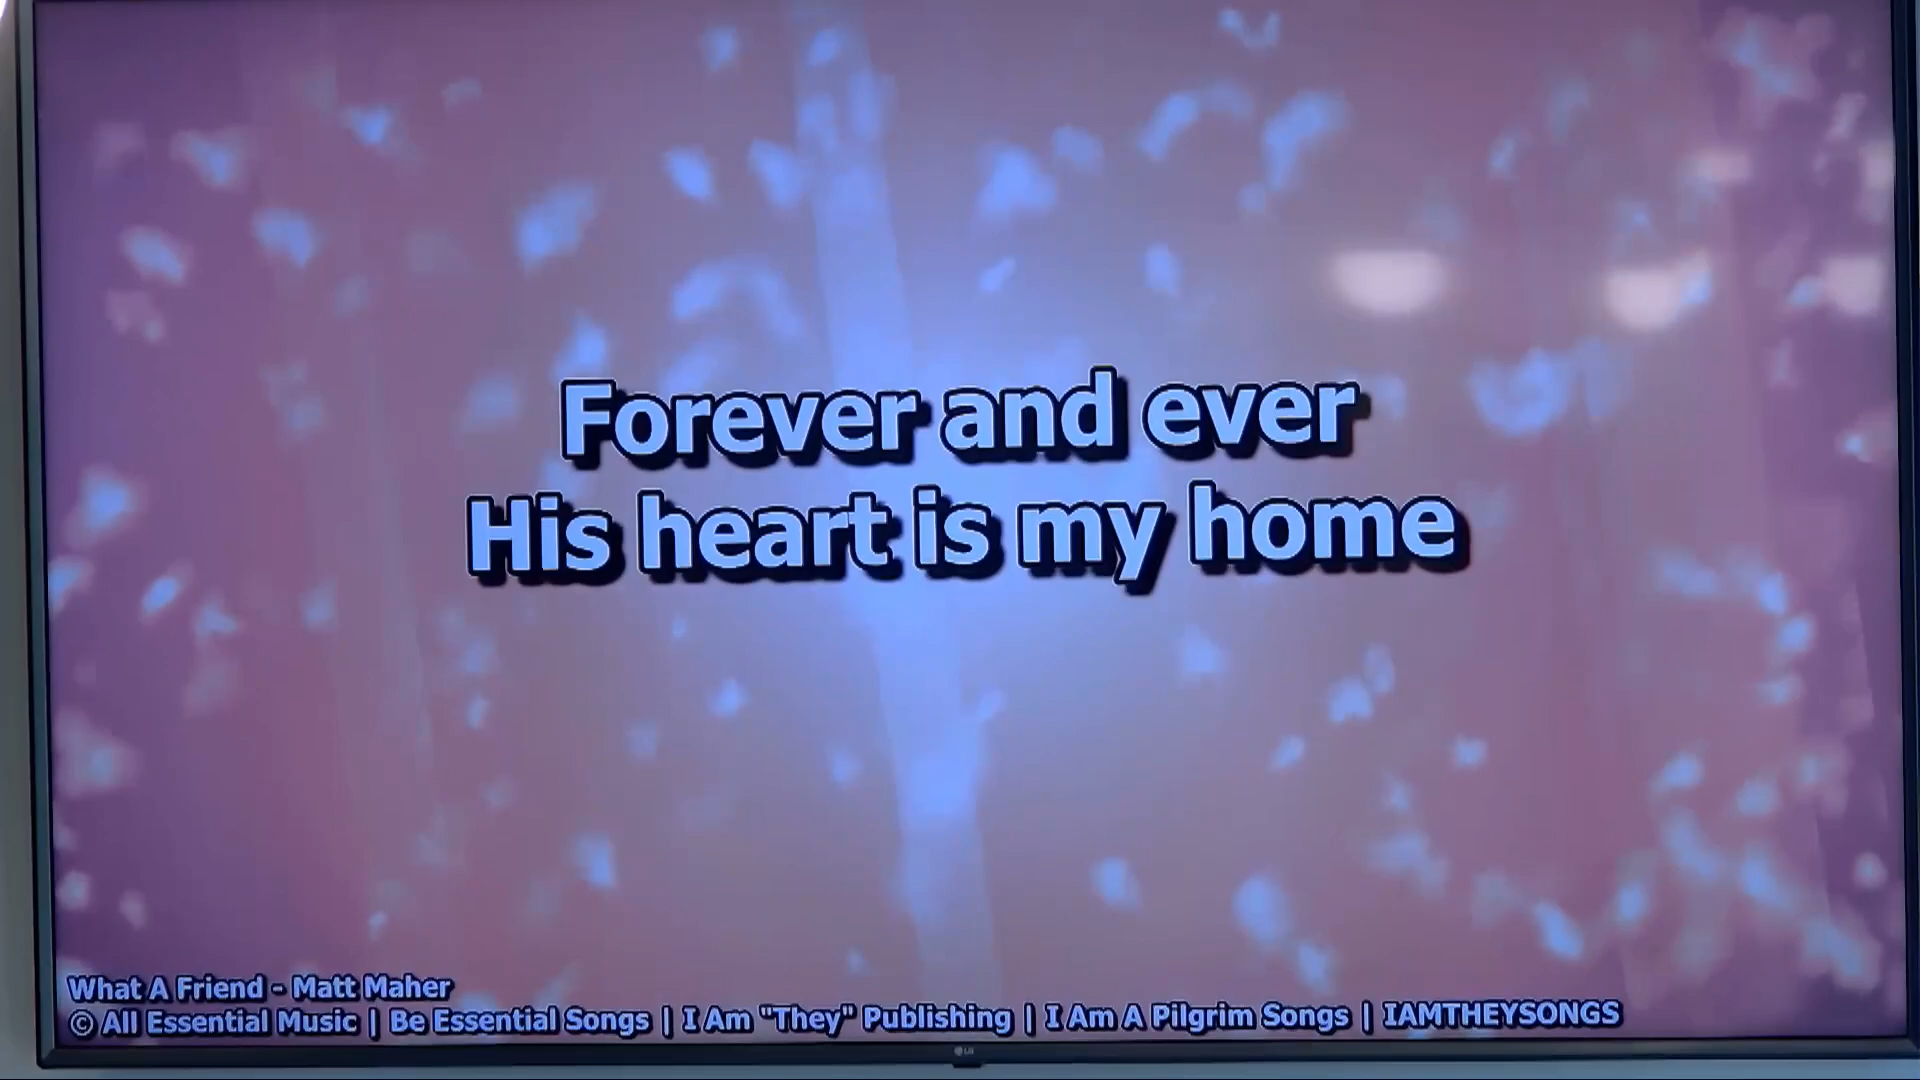 Forever and ever
His heart is my home
What A Friend - Matt Maher
© All Essential Music | Be Essential Songs | I Am "They" Publishing | I Am A Pilgrim Songs | IAMTHEYSONGS
LG